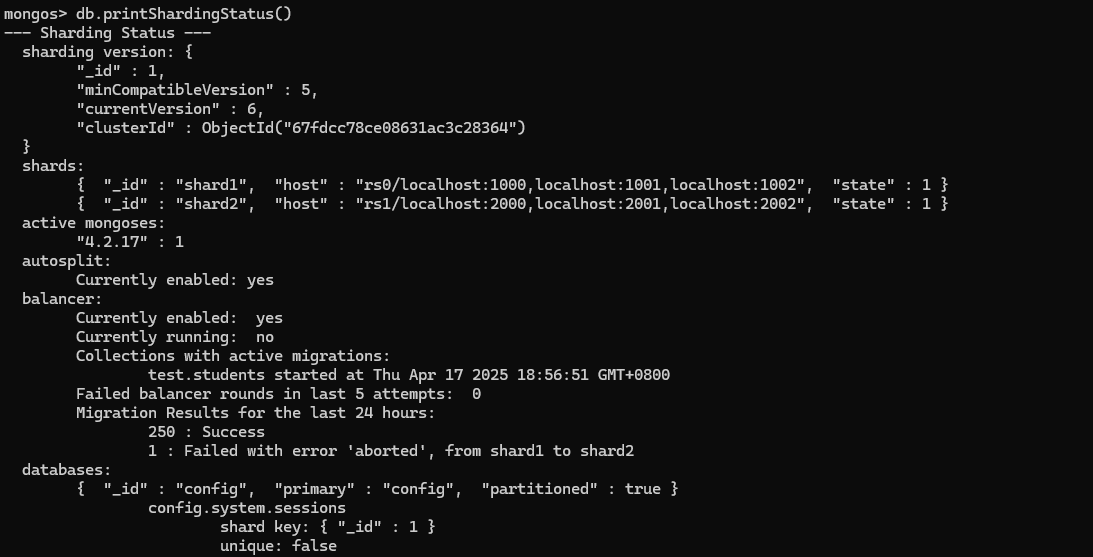 mongos> db.printShardingStatus()
--- Sharding Status ---
  sharding version: {
        "_id" : 1,
        "minCompatibleVersion" : 5,
        "currentVersion" : 6,
        "clusterId" : ObjectId("67fdcc78ce08631ac3c28364")
  }
  shards:
        {  "_id" : "shard1",  "host" : "rs0/localhost:1000,localhost:1001,localhost:1002",  "state" : 1 }
        {  "_id" : "shard2",  "host" : "rs1/localhost:2000,localhost:2001,localhost:2002",  "state" : 1 }
  active mongoses:
        "4.2.17" : 1
  autosplit:
        Currently enabled: yes
  balancer:
        Currently enabled:  yes
        Currently running:  no
        Collections with active migrations:
                test.students started at Thu Apr 17 2025 18:56:51 GMT+0800
        Failed balancer rounds in last 5 attempts:  0
        Migration Results for the last 24 hours:
                250 : Success
                1 : Failed with error 'aborted', from shard1 to shard2
  databases:
        {  "_id" : "config",  "primary" : "config",  "partitioned" : true }
                config.system.sessions
                        shard key: { "_id" : 1 }
                        unique: false